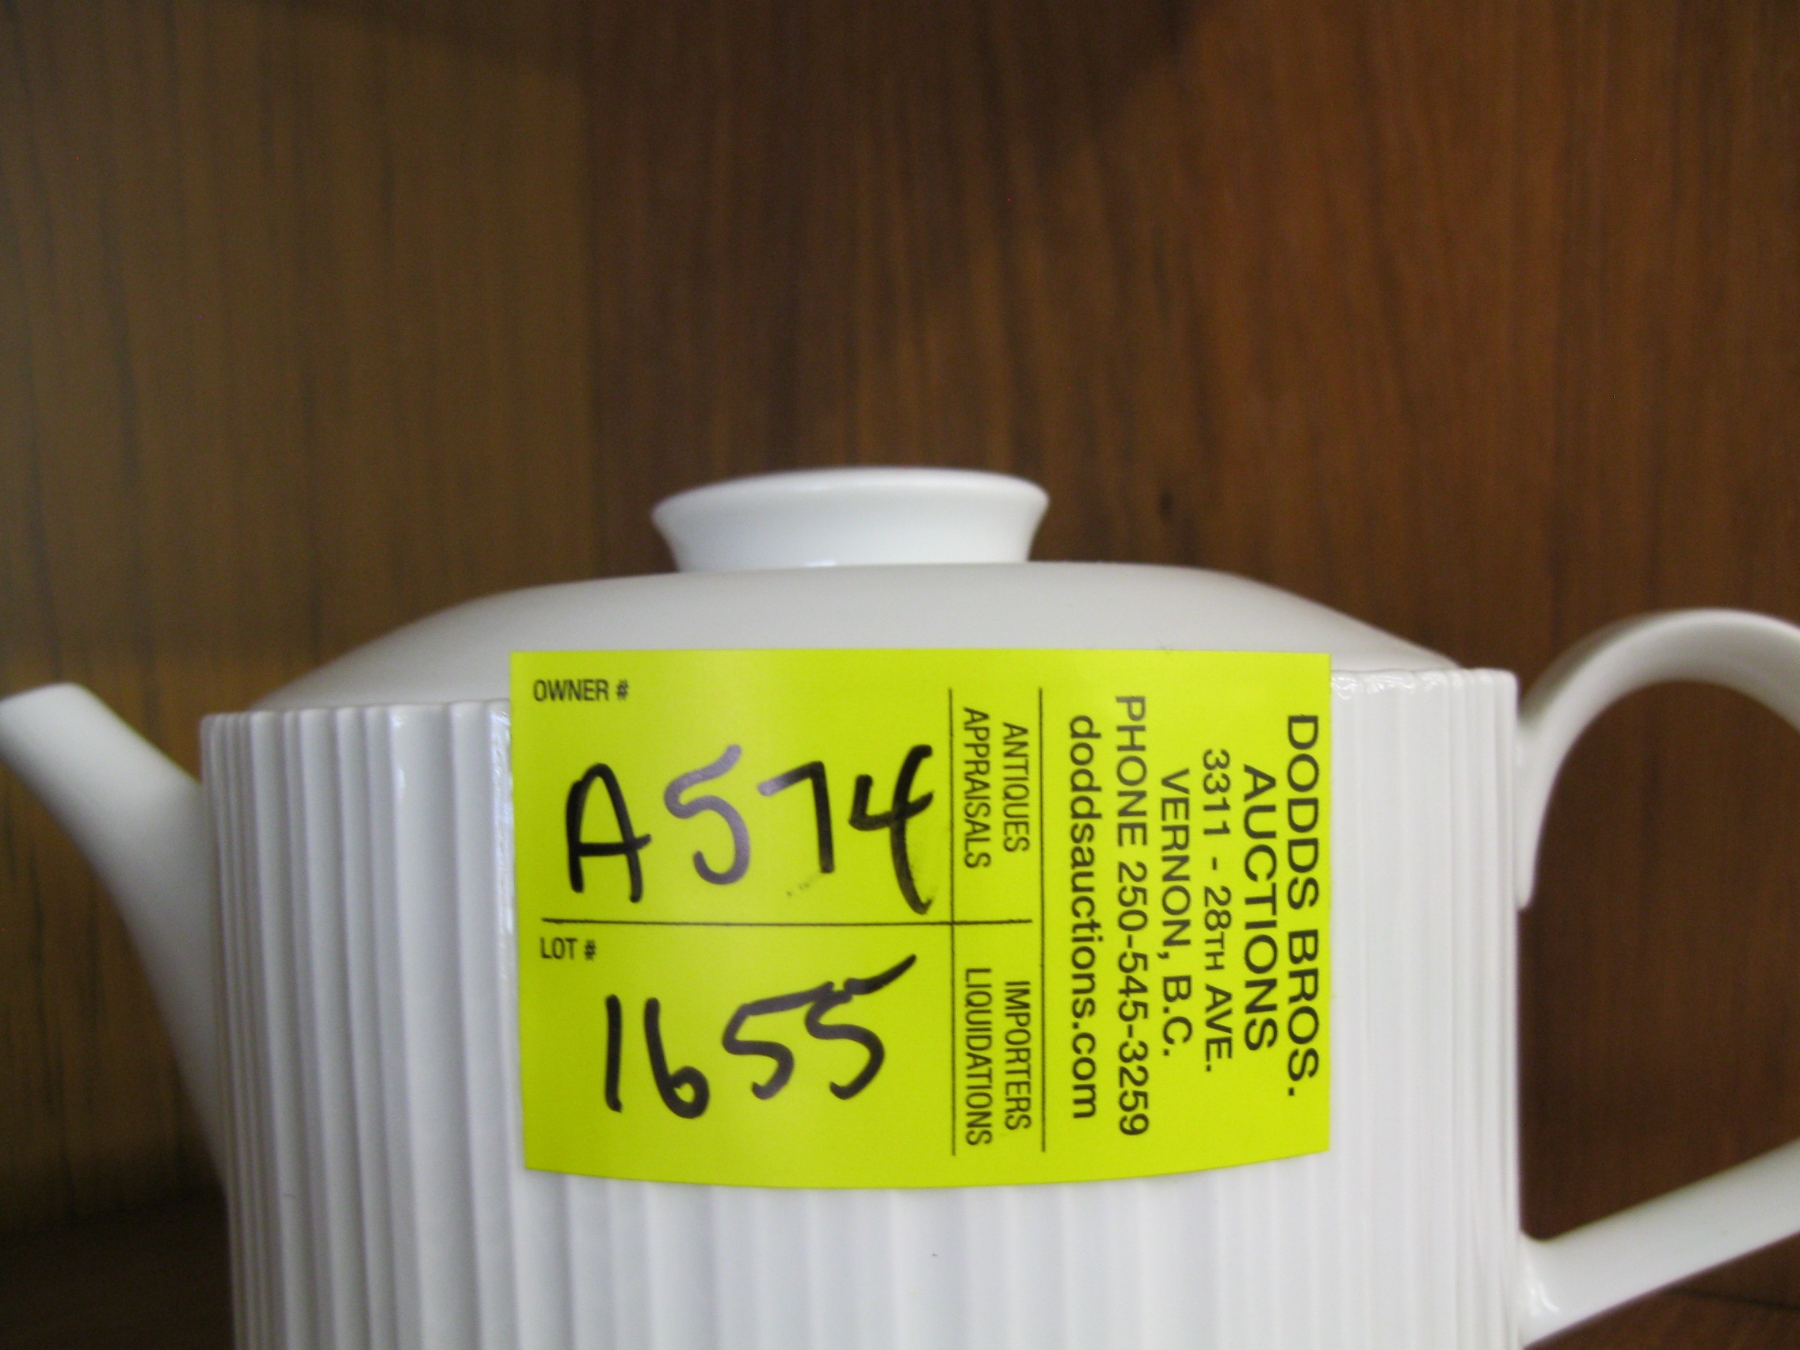 OWNER #
A574
LOT #
1655
ANTIQUES
APPRAISALS
IMPORTERS
LIQUIDATIONS
DODDS BROS.
AUCTIONS
3311 - 28TH AVE.
VERNON, B.C.
PHONE 250-545-3259
doddsauctions.com